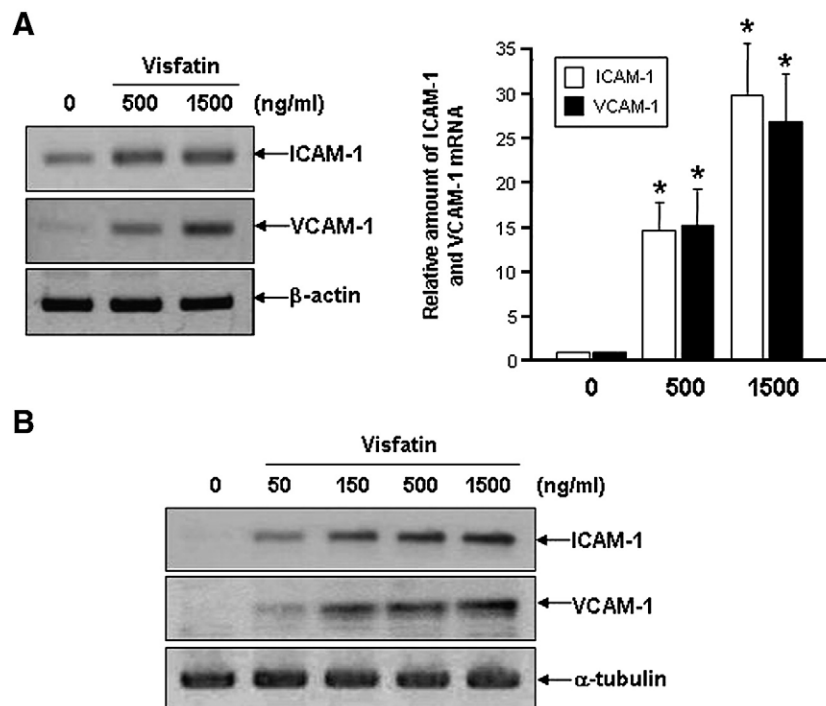 A
Visfatin
0 500 1500 (ng/ml)
ICAM-1
VCAM-1
β-actin
Relative amount of ICAM-1
and VCAM-1 mRNA
35
30
25
20
15
10
5
0
ICAM-1
VCAM-1
* *
* *
0 500 1500
B
Visfatin
0 50 150 500 1500 (ng/ml)
ICAM-1
VCAM-1
α-tubulin